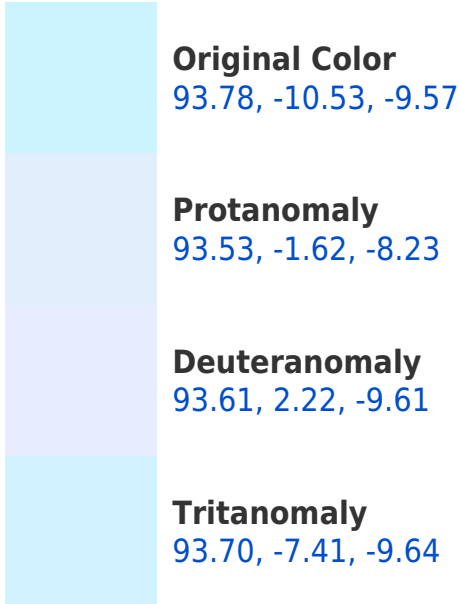 Original Color
93.78, -10.53, -9.57
Protanomaly
93.53, -1.62, -8.23
Deuteranomaly
93.61, 2.22, -9.61
Tritanomaly
93.70, -7.41, -9.64